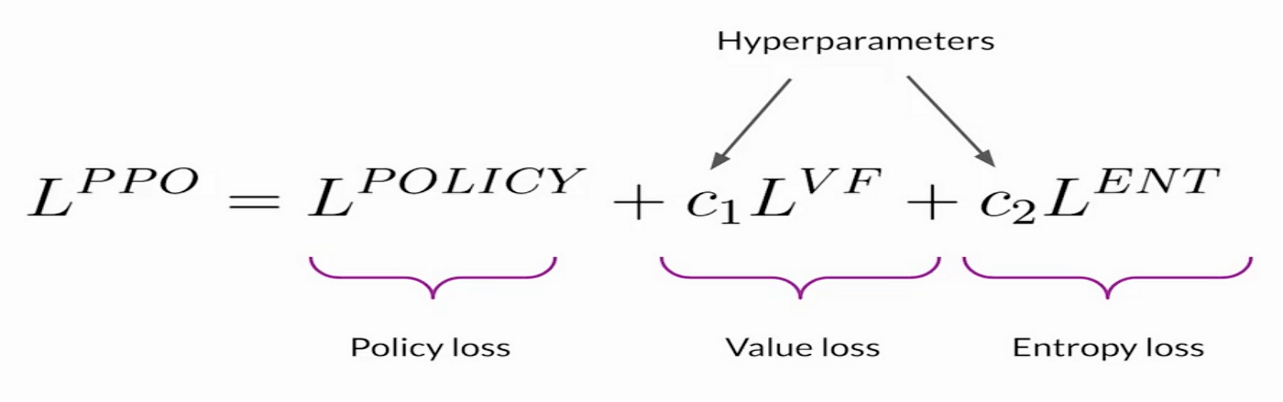 Hyperparameters
L^{PPO} = L^{POLICY} + c_1 L^{VF} + c_2 L^{ENT}
Policy loss Value loss Entropy loss